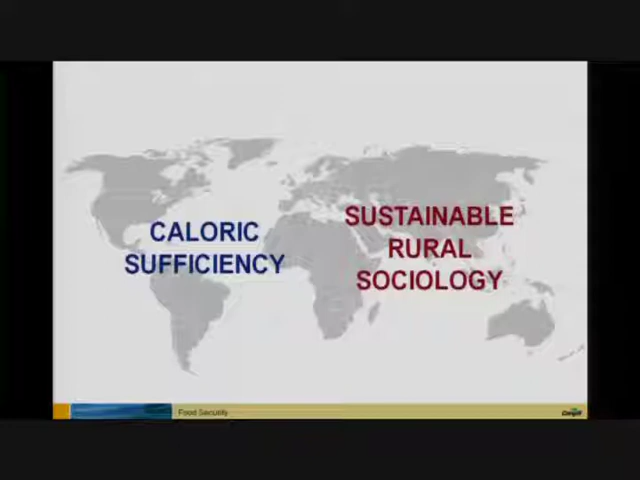 CALORIC
SUFFICIENCY
SUSTAINABLE
RURAL
SOCIOLOGY
Food Security
Cargill